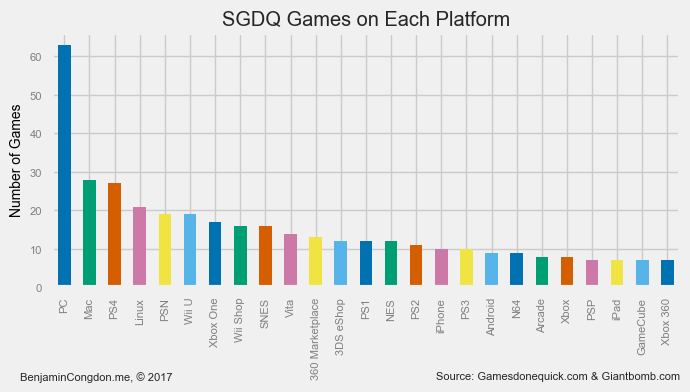 SGDQ Games on Each Platform
Number of Games
60
50
40
30
20
10
0
PC
Mac
PS4
Linux
PSN
Wii U
Xbox One
Wii Shop
SNES
Vita
360 Marketplace
3DS eShop
PS1
NES
PS2
iPhone
PS3
Android
N64
Arcade
Xbox
PSP
iPad
GameCube
Xbox 360
BenjaminCongdon.me, © 2017
Source: Gamesdonequick.com & Giantbomb.com